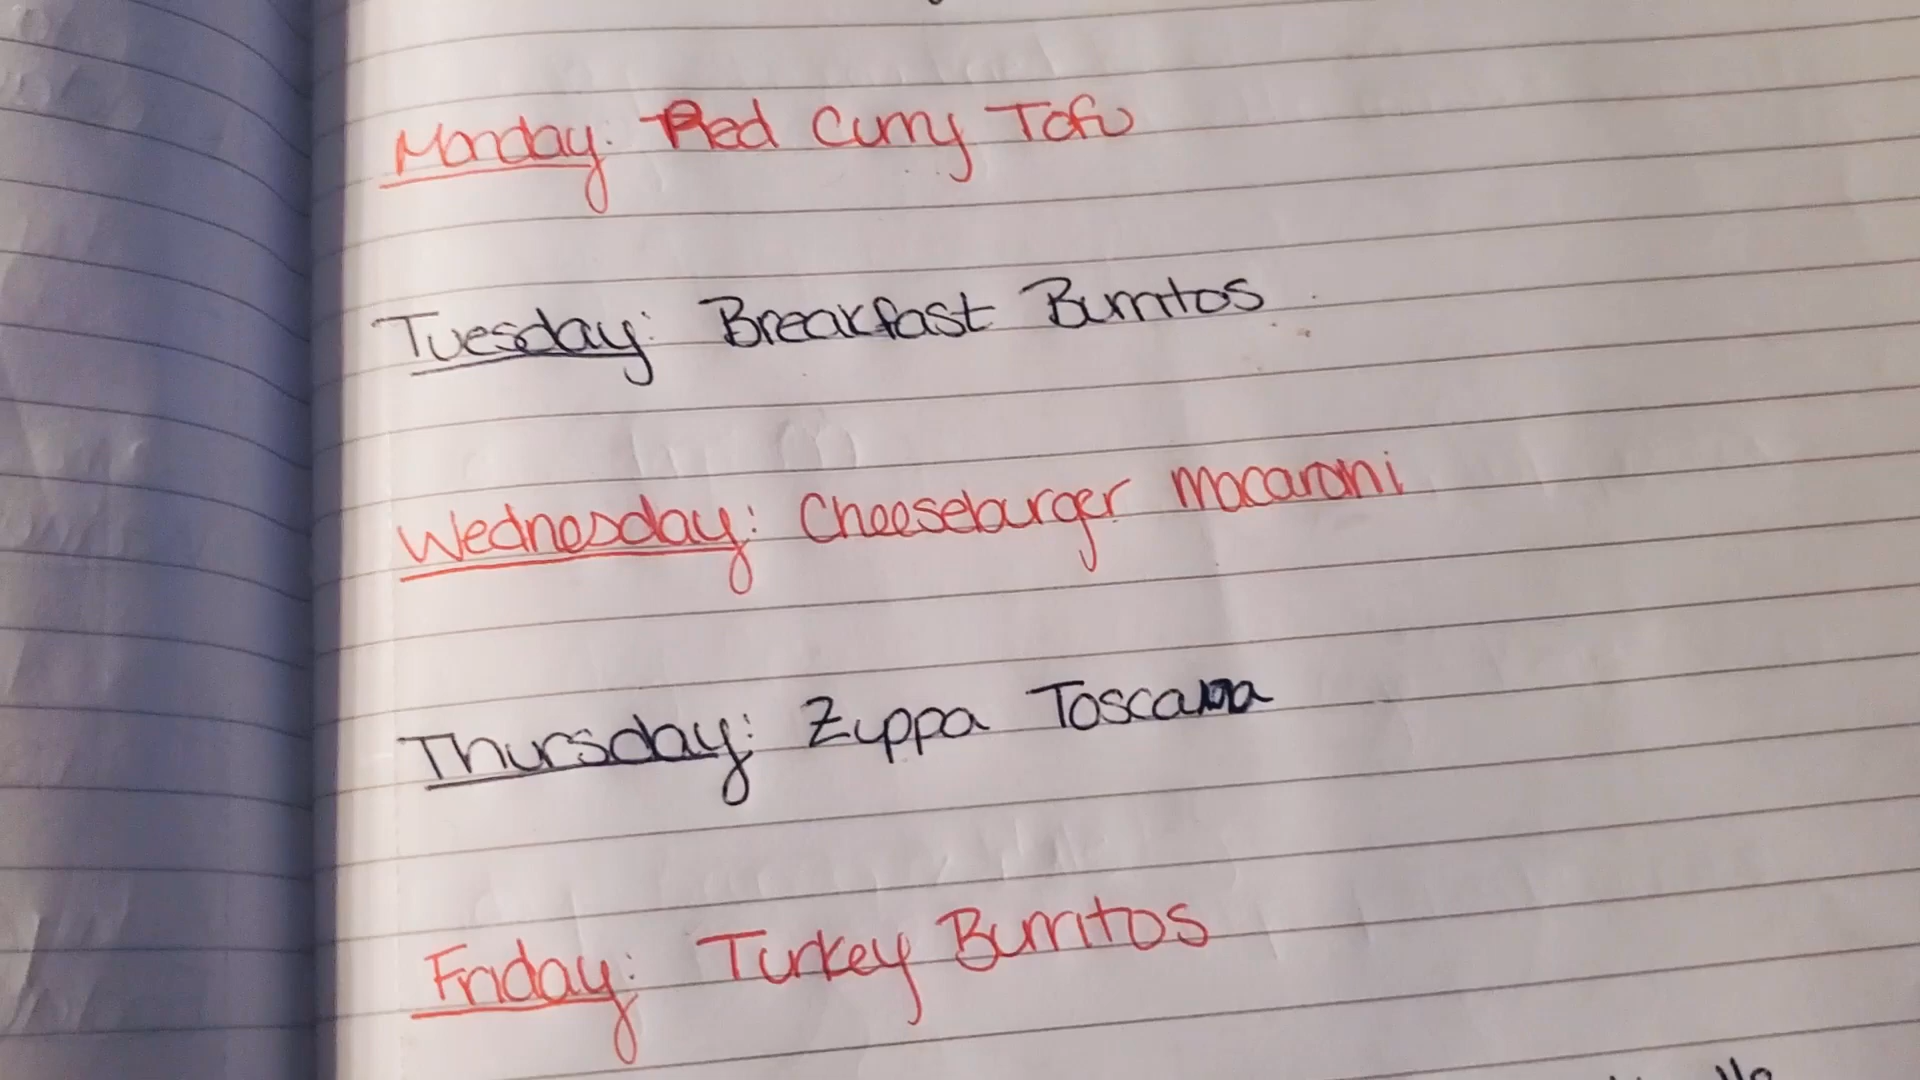 Monday: Red Curry Tofu
Tuesday: Breakfast Burritos
Wednesday: Cheeseburger Macaroni
Thursday: Zuppa Toscana
Friday: Turkey Burritos